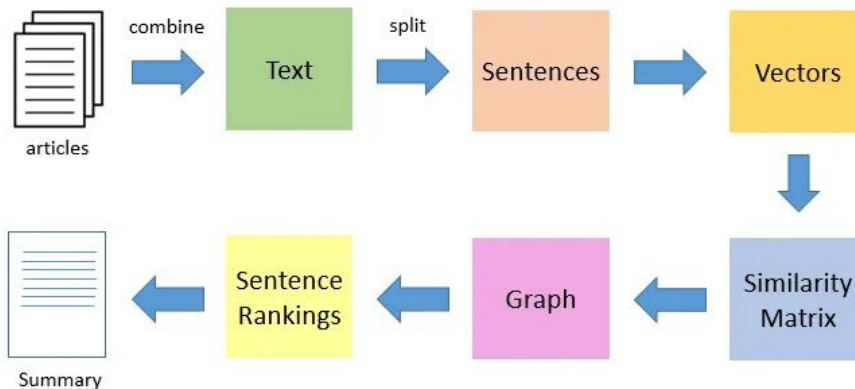 combine
split
Text
Sentences
Vectors
articles
Sentence
Rankings
Graph
Similarity
Matrix
Summary